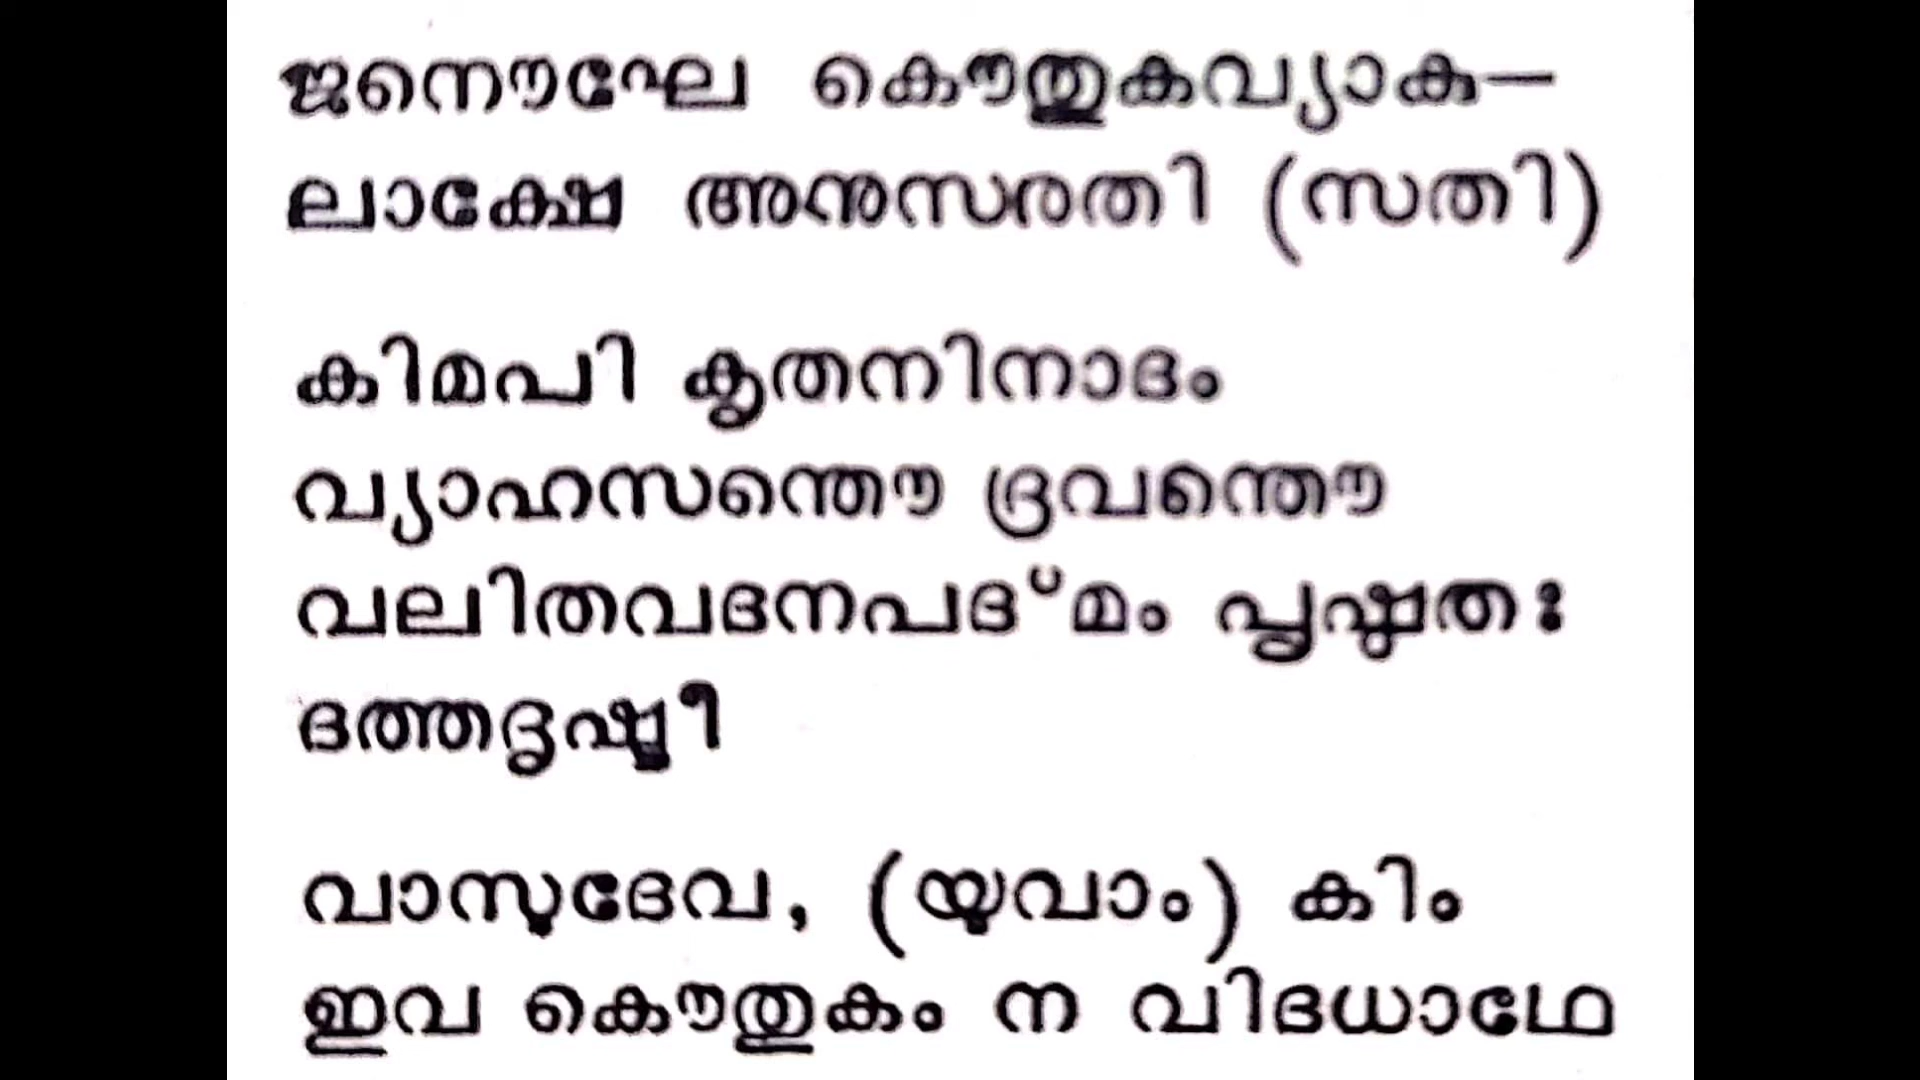 ജനൌഘേ കൌതുകവ്യാകു—
ലാക്ഷേ അനുസരതി (സതി)
കിമപി കൃതനിനാദം
വ്യാഹസന്തൌ ദ്രവന്തൌ
വലിതവദനപദ്മം പൃഷ്ഠതഃ
ദത്തദൃഷ്ടീ
വാസുദേവ, (യുവാം) കിം
ഇവ കൌതുകം ന വിദധാഥേ